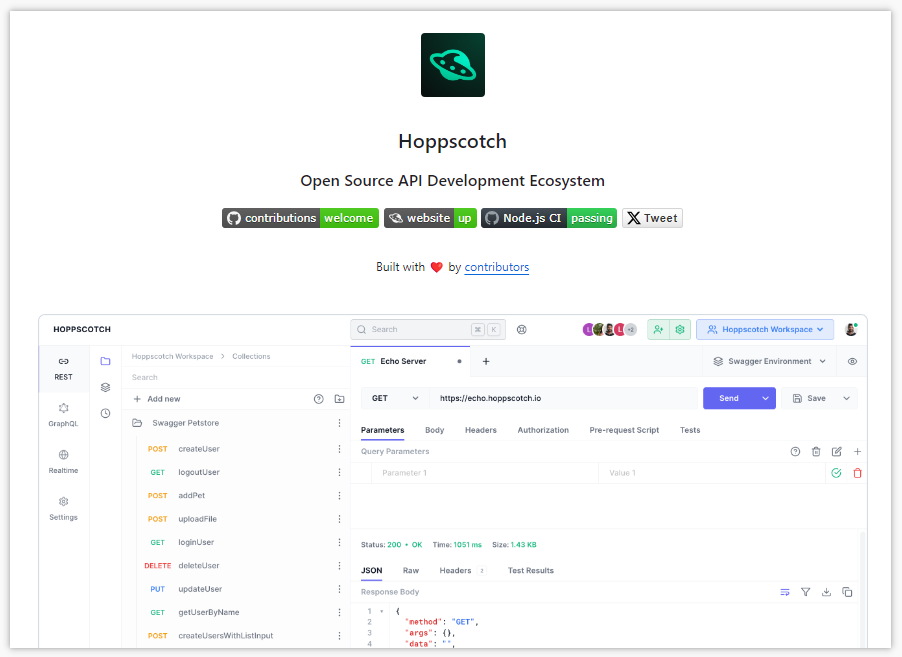 Hoppscotch
Open Source API Development Ecosystem
contributions welcome website up Node.js CI passing Tweet
Built with ❤️ by contributors
HOPPSCOTCH
Search ⌘ K
+2
Hoppscotch Workspace
REST
GraphQL
Realtime
Settings
Hoppscotch Workspace > Collections
Search
+ Add new
Swagger Petstore
POST createUser
GET logoutUser
POST addPet
POST uploadFile
GET loginUser
DELETE deleteUser
PUT updateUser
GET getUserByName
POST createUsersWithListInput
GET Echo Server • +
Swagger Environment
GET https://echo.hoppscotch.io Send Save
Parameters Body Headers Authorization Pre-request Script Tests
Query Parameters
Parameter 1 Value 1
Status: 200 • OK Time: 1051 ms Size: 1.43 KB
JSON Raw Headers 2 Test Results
Response Body
1 {
2 "method": "GET",
3 "args": {},
4 "data": "",